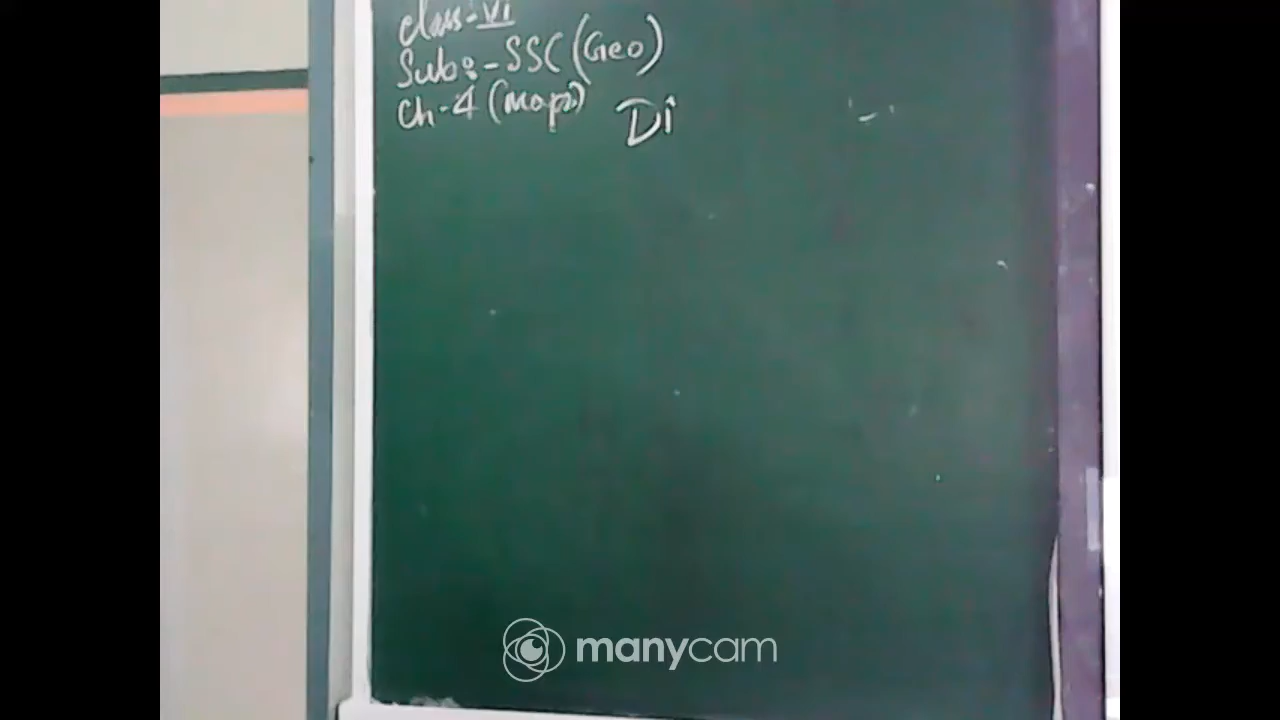 Class-VI
Sub:-SSC (Geo)
Ch-4 (Maps)
Di
manycam